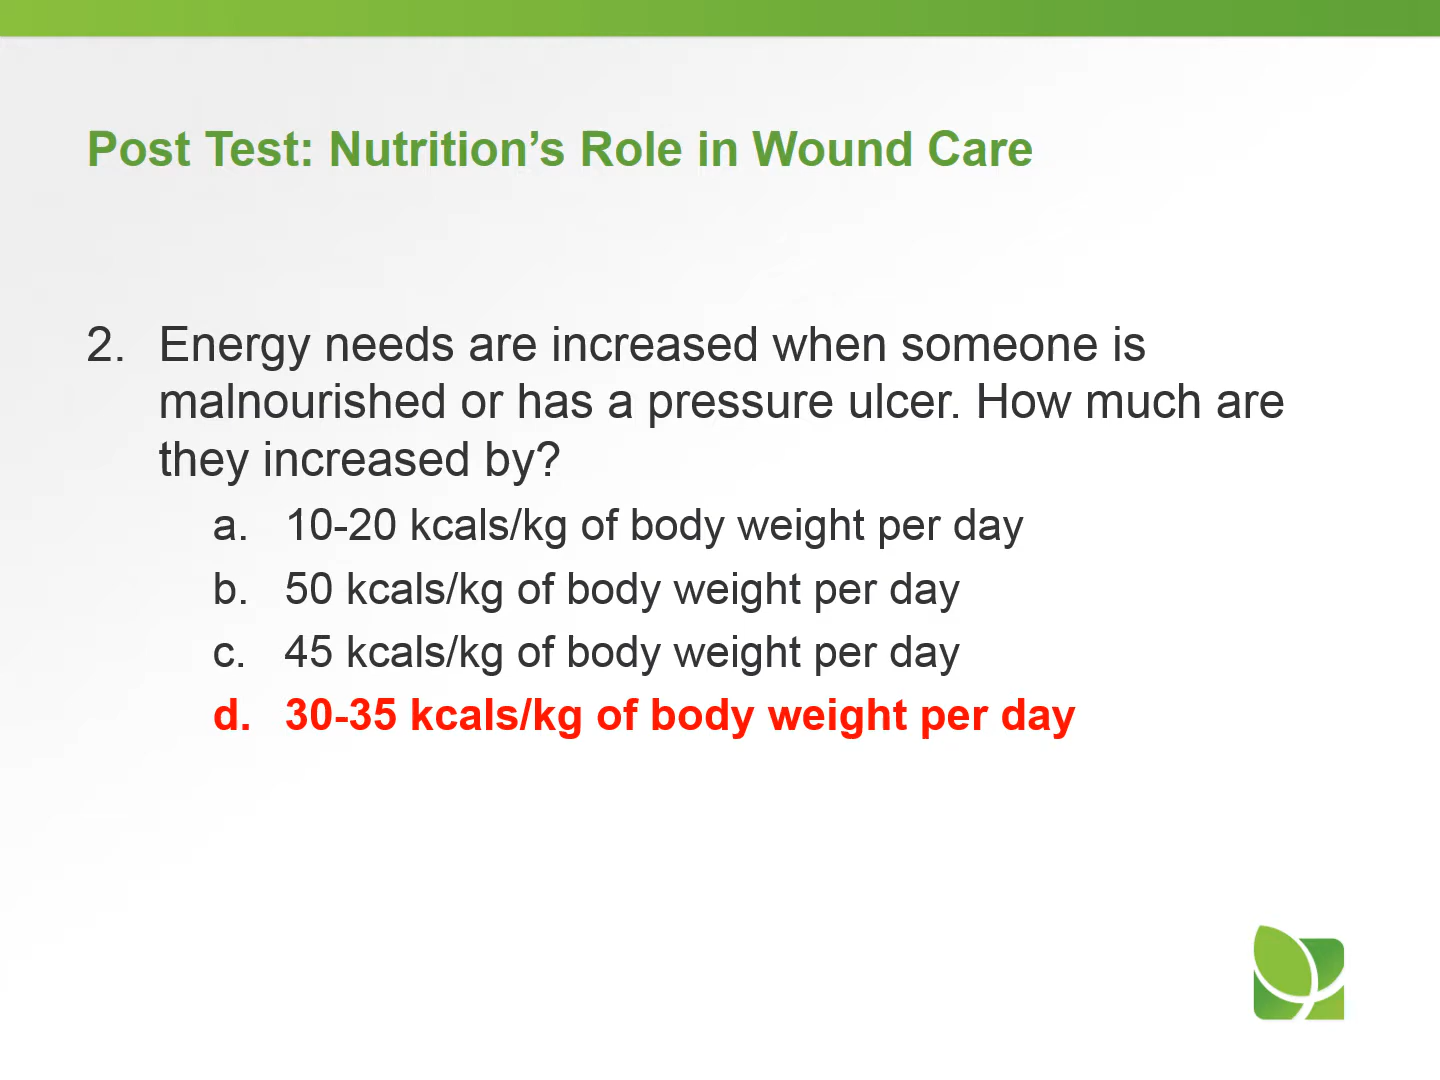 Post Test: Nutrition’s Role in Wound Care
2. Energy needs are increased when someone is
malnourished or has a pressure ulcer. How much are
they increased by?
a. 10-20 kcals/kg of body weight per day
b. 50 kcals/kg of body weight per day
c. 45 kcals/kg of body weight per day
d. 30-35 kcals/kg of body weight per day